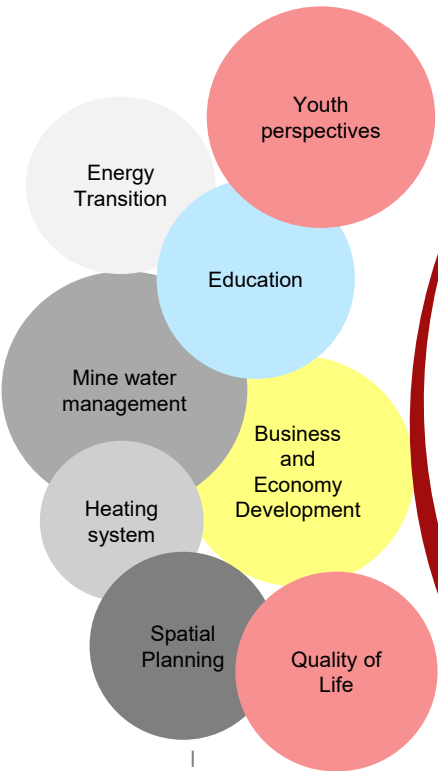 Youth
perspectives
Energy
Transition
Education
Mine water
management
Business
and
Economy
Development
Heating
system
Spatial
Planning
Quality of
Life
|